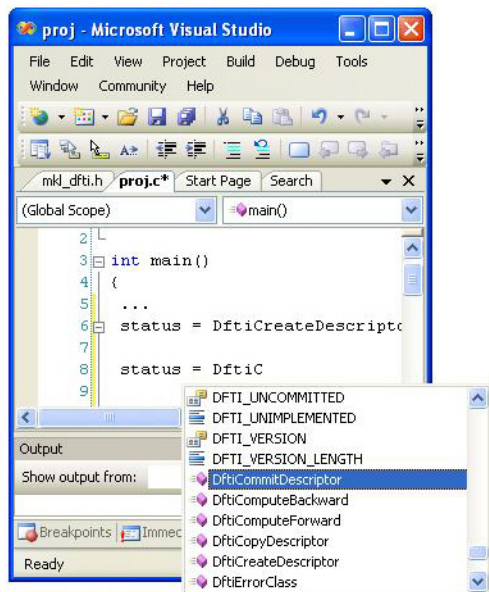 proj - Microsoft Visual Studio
File Edit View Project Build Debug Tools
Window Community Help
mkl_dfti.h proj.c* Start Page Search
(Global Scope) main()
2
3 int main()
4 {
5 ...
6 status = DftiCreateDescripto
7
8 status = DftiC
9
DFTI_UNCOMMITTED
DFTI_UNIMPLEMENTED
DFTI_VERSION
DFTI_VERSION_LENGTH
DftiCommitDescriptor
DftiComputeBackward
DftiComputeForward
DftiCopyDescriptor
DftiCreateDescriptor
DftiErrorClass
Output
Show output from:
Breakpoints Immec
Ready